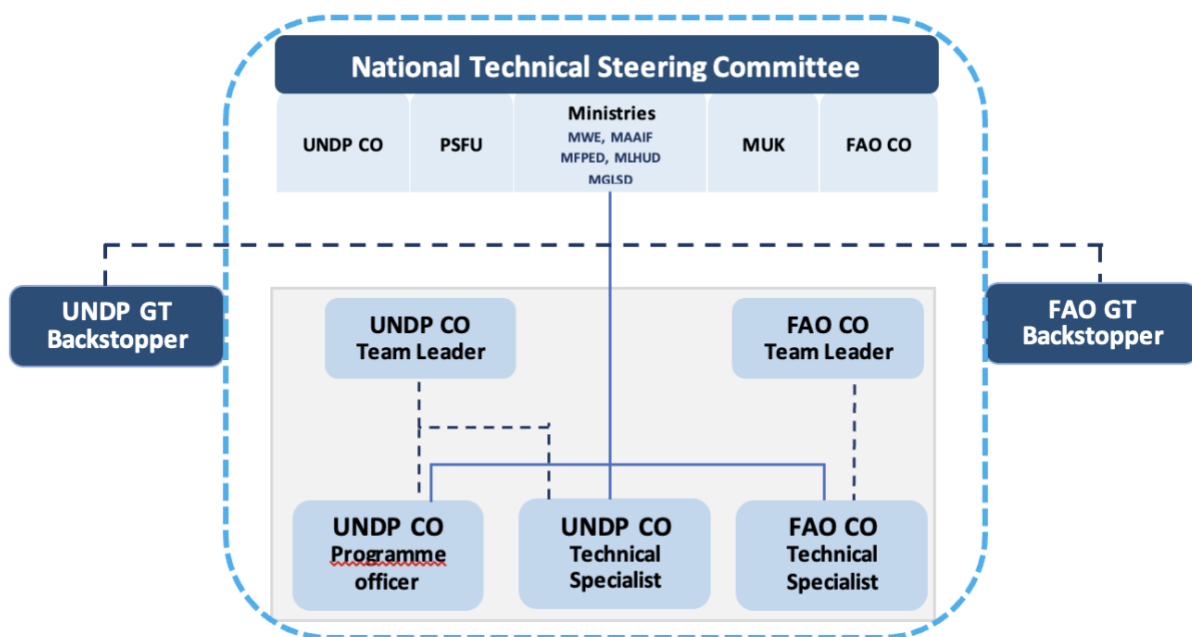 National Technical Steering Committee
UNDP CO
PSFU
Ministries
MWE, MAAIF
MFPED, MLHUD
MGLSD
MUK
FAO CO
UNDP GT
Backstopper
FAO GT
Backstopper
UNDP CO
Team Leader
FAO CO
Team Leader
UNDP CO
Programme
officer
UNDP CO
Technical
Specialist
FAO CO
Technical
Specialist